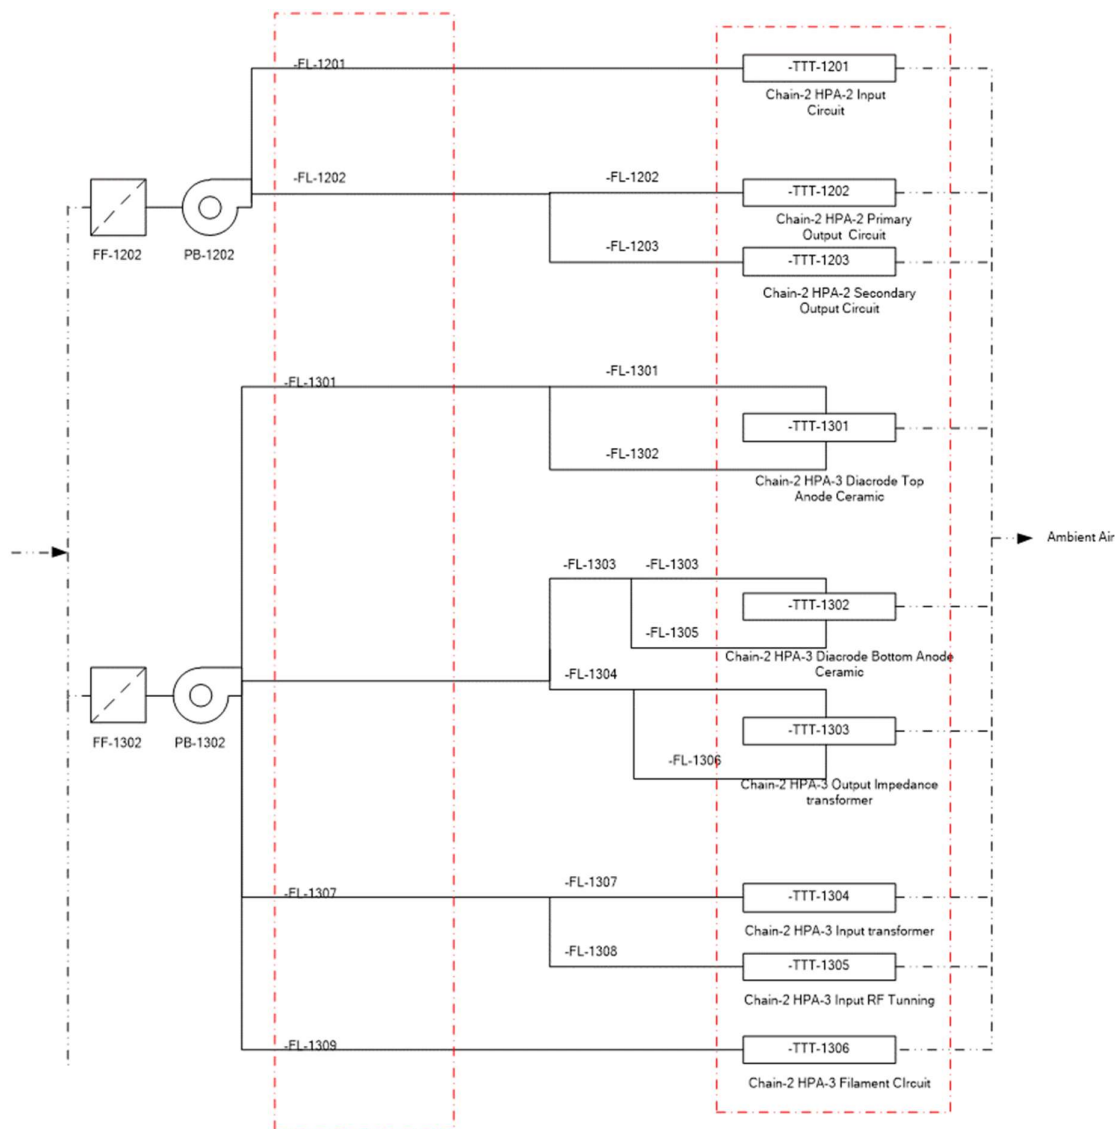 -FL-1201
-TTT-1201
Chain-2 HPA-2 Input
Circuit
-FL-1202
-FL-1202
-TTT-1202
Chain-2 HPA-2 Primary
Output Circuit
FF-1202
PB-1202
-FL-1203
-TTT-1203
Chain-2 HPA-2 Secondary
Output Circuit
-FL-1301
-FL-1301
-TTT-1301
-FL-1302
Chain-2 HPA-3 Diacrode Top
Anode Ceramic
Ambient Air
-FL-1303
-FL-1303
-TTT-1302
-FL-1305
Chain-2 HPA-3 Diacrode Bottom Anode
Ceramic
-FL-1304
FF-1302
PB-1302
-TTT-1303
-FL-1306
Chain-2 HPA-3 Output Impedance
transformer
-FL-1307
-FL-1307
-TTT-1304
Chain-2 HPA-3 Input transformer
-FL-1308
-TTT-1305
Chain-2 HPA-3 Input RF Tunning
-FL-1309
-TTT-1306
Chain-2 HPA-3 Filament CIrcuit